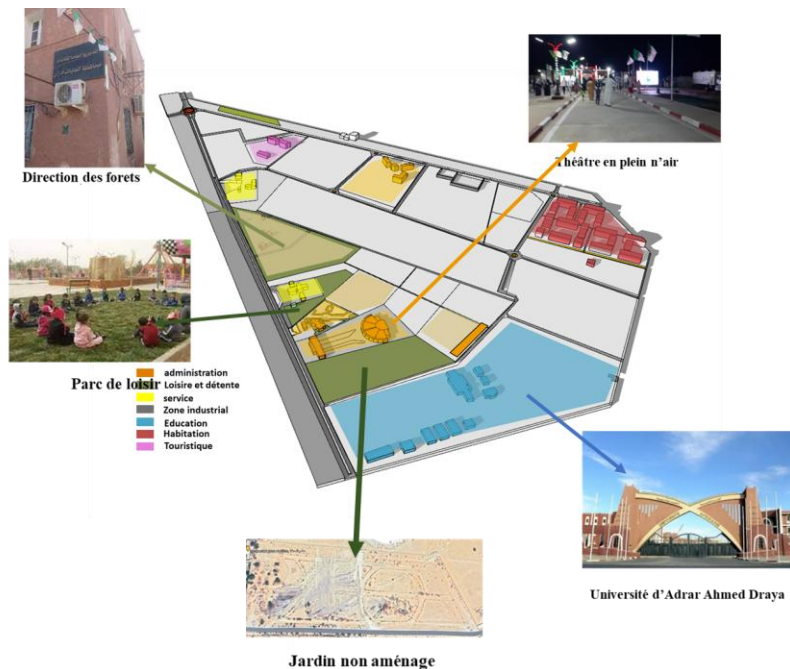 Direction des forets
Théâtre en plein n'air
Parc de loisir
administration
Loisire et détente
service
Zone industrial
Education
Habitation
Touristique
Université d'Adrar Ahmed Draya
Jardin non aménage